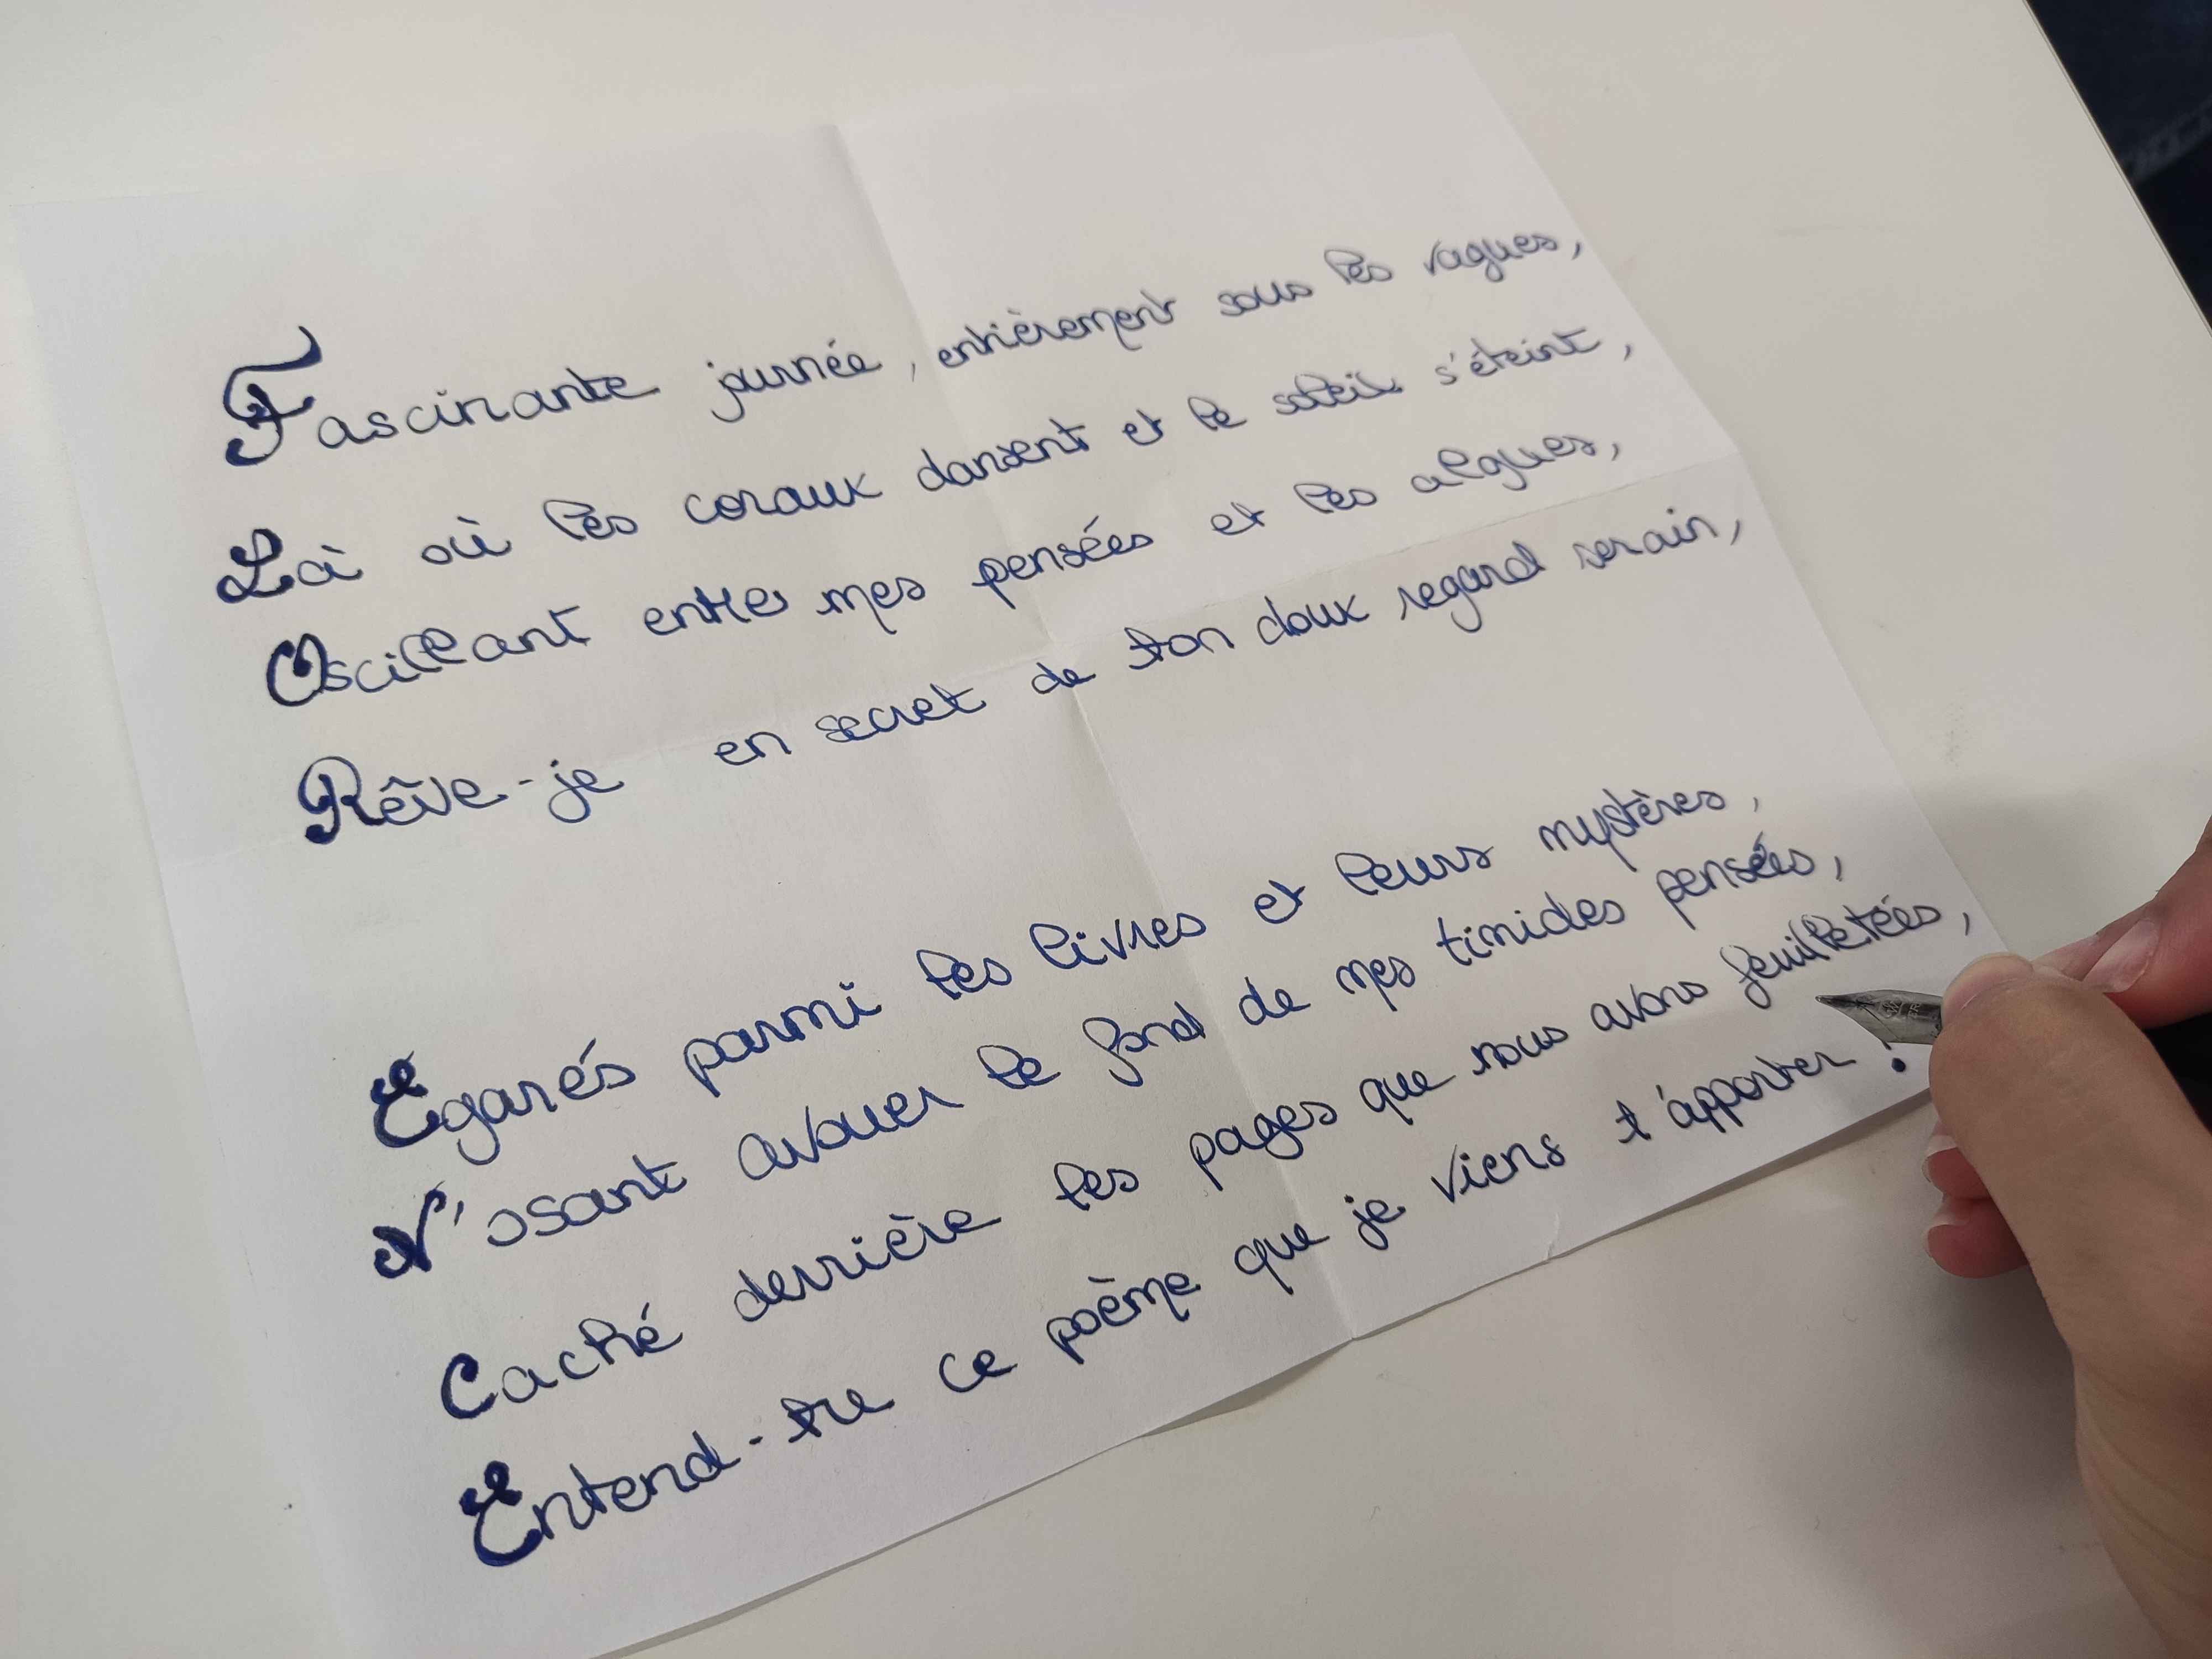 Fascinante journée, entièrement sous les vagues,
Là où les coraux dansent et le soleil s'éteint,
Oscillant entre mes pensées et les algues,
Rêve-je en secret de ton doux regard serain,
Égarés parmi les livres et leurs mystères,
N'osant avouer le fond de mes timides pensées,
Caché derrière les pages que nous avons feuilletées,
Entend-tu ce poème que je viens t'apporter !